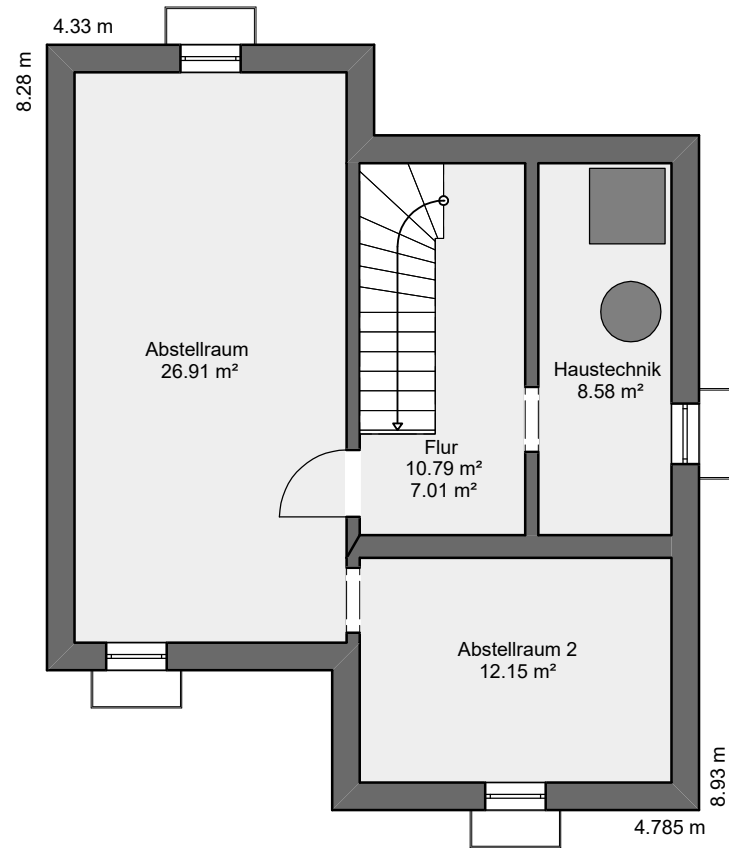 4.33 m
8.28 m
Abstellraum
26.91 m²
Haustechnik
8.58 m²
Flur
10.79 m²
7.01 m²
Abstellraum 2
12.15 m²
8.93 m
4.785 m